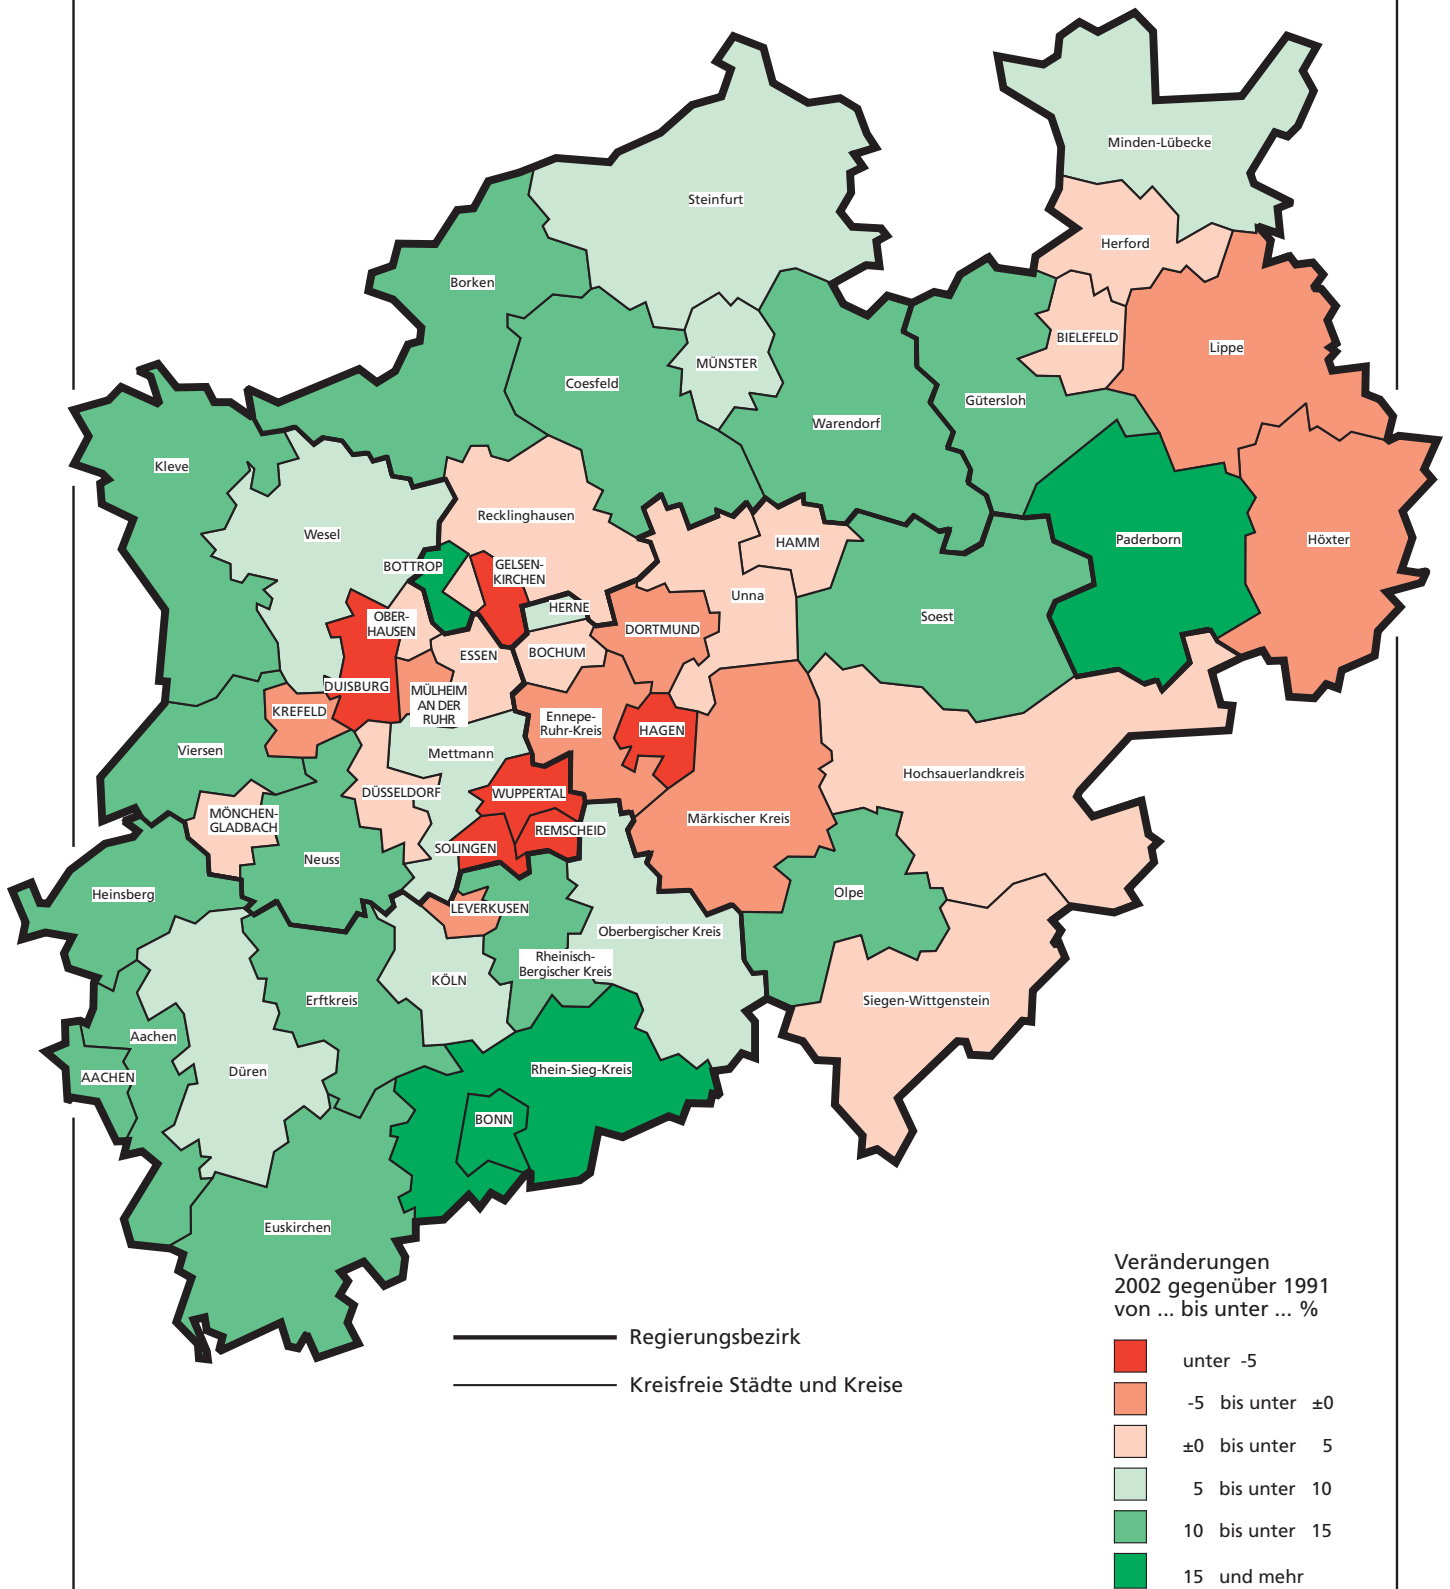 Minden-Lübecke
Steinfurt
Herford
Borken
BIELEFELD
Lippe
MÜNSTER
Coesfeld
Gütersloh
Warendorf
Kleve
Recklinghausen
Wesel
HAMM
Paderborn
Höxter
BOTTROP
GELSEN-
KIRCHEN
Unna
HERNE
OBER-
HAUSEN
Soest
DORTMUND
ESSEN
BOCHUM
DUISBURG
MÜLHEIM
AN DER
RUHR
KREFELD
Ennepe-
Ruhr-Kreis
HAGEN
Viersen
Mettmann
Hochsauerlandkreis
DÜSSELDORF
WUPPERTAL
MÖNCHEN-
GLADBACH
Märkischer Kreis
REMSCHEID
SOLINGEN
Neuss
Heinsberg
Olpe
LEVERKUSEN
Oberbergischer Kreis
Rheinisch-
Bergischer Kreis
KÖLN
Erftkreis
Siegen-Wittgenstein
Aachen
Düren
Rhein-Sieg-Kreis
AACHEN
BONN
Euskirchen
Regierungsbezirk
Kreisfreie Städte und Kreise
Veränderungen
2002 gegenüber 1991
von ... bis unter ... %
unter -5
-5 bis unter ±0
±0 bis unter 5
5 bis unter 10
10 bis unter 15
15 und mehr